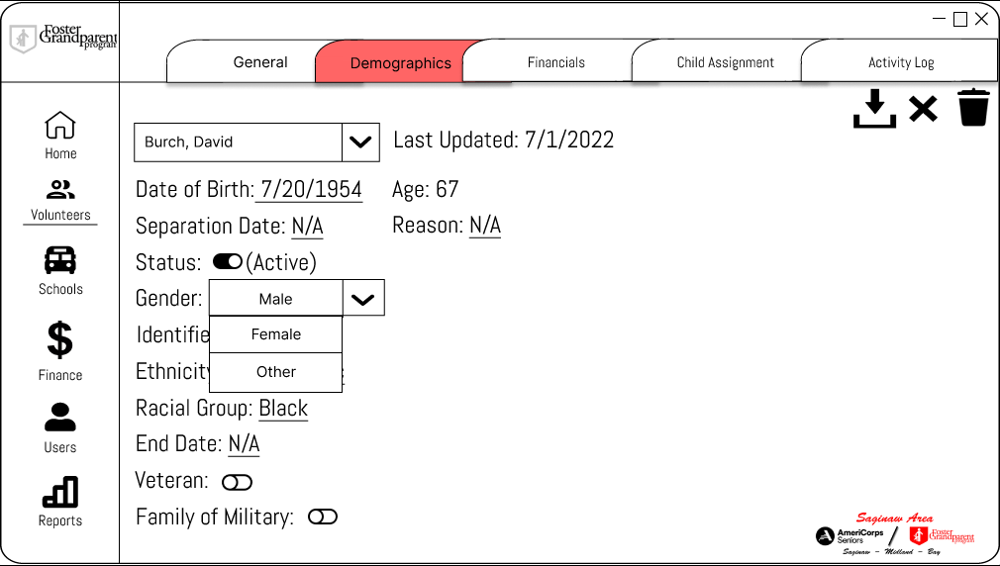 Foster
Grandparent
program
General
Demographics
Financials
Child Assignment
Activity Log
Home
Volunteers
Schools
Finance
Users
Reports
Burch, David
Last Updated: 7/1/2022
Date of Birth: 7/20/1954
Age: 67
Separation Date: N/A
Reason: N/A
Status: (Active)
Gender: Male
Female
Other
Identifie
Ethnicity
Racial Group: Black
End Date: N/A
Veteran:
Family of Military:
Saginaw Area
AmeriCorps
Seniors
/
Foster
Grandparent
program
Saginaw - Midland - Bay